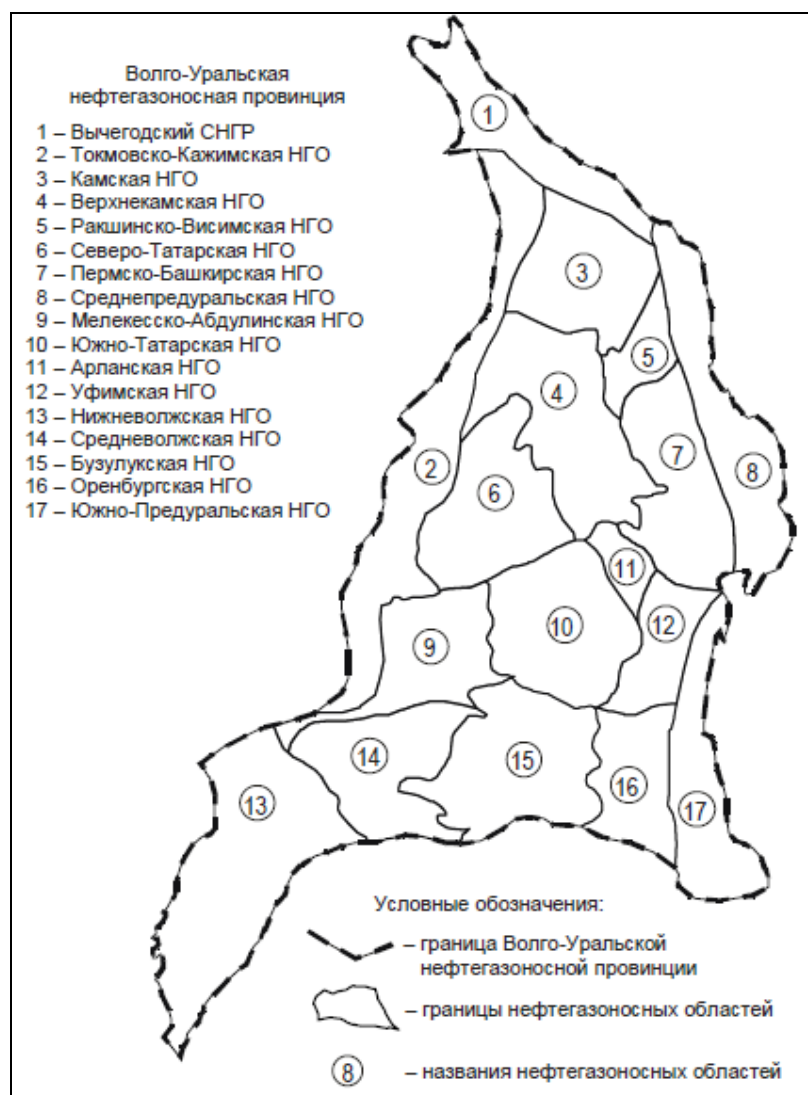 Волго-Уральская
нефтегазоносная провинция
1 – Вычегодский СНГР
2 – Токмовско-Кажимская НГО
3 – Камская НГО
4 – Верхнекамская НГО
5 – Ракшинско-Висимская НГО
6 – Северо-Татарская НГО
7 – Пермско-Башкирская НГО
8 – Среднепредуральская НГО
9 – Мелекесско-Абдулинская НГО
10 – Южно-Татарская НГО
11 – Арланская НГО
12 – Уфимская НГО
13 – Нижневолжская НГО
14 – Средневолжская НГО
15 – Бузулукская НГО
16 – Оренбургская НГО
17 – Южно-Предуральская НГО
1
3
5
4
7
2
8
6
11
10
12
9
14
15
16
13
17
Условные обозначения:
– граница Волго-Уральской
нефтегазоносной провинции
– границы нефтегазоносных областей
8 – названия нефтегазоносных областей